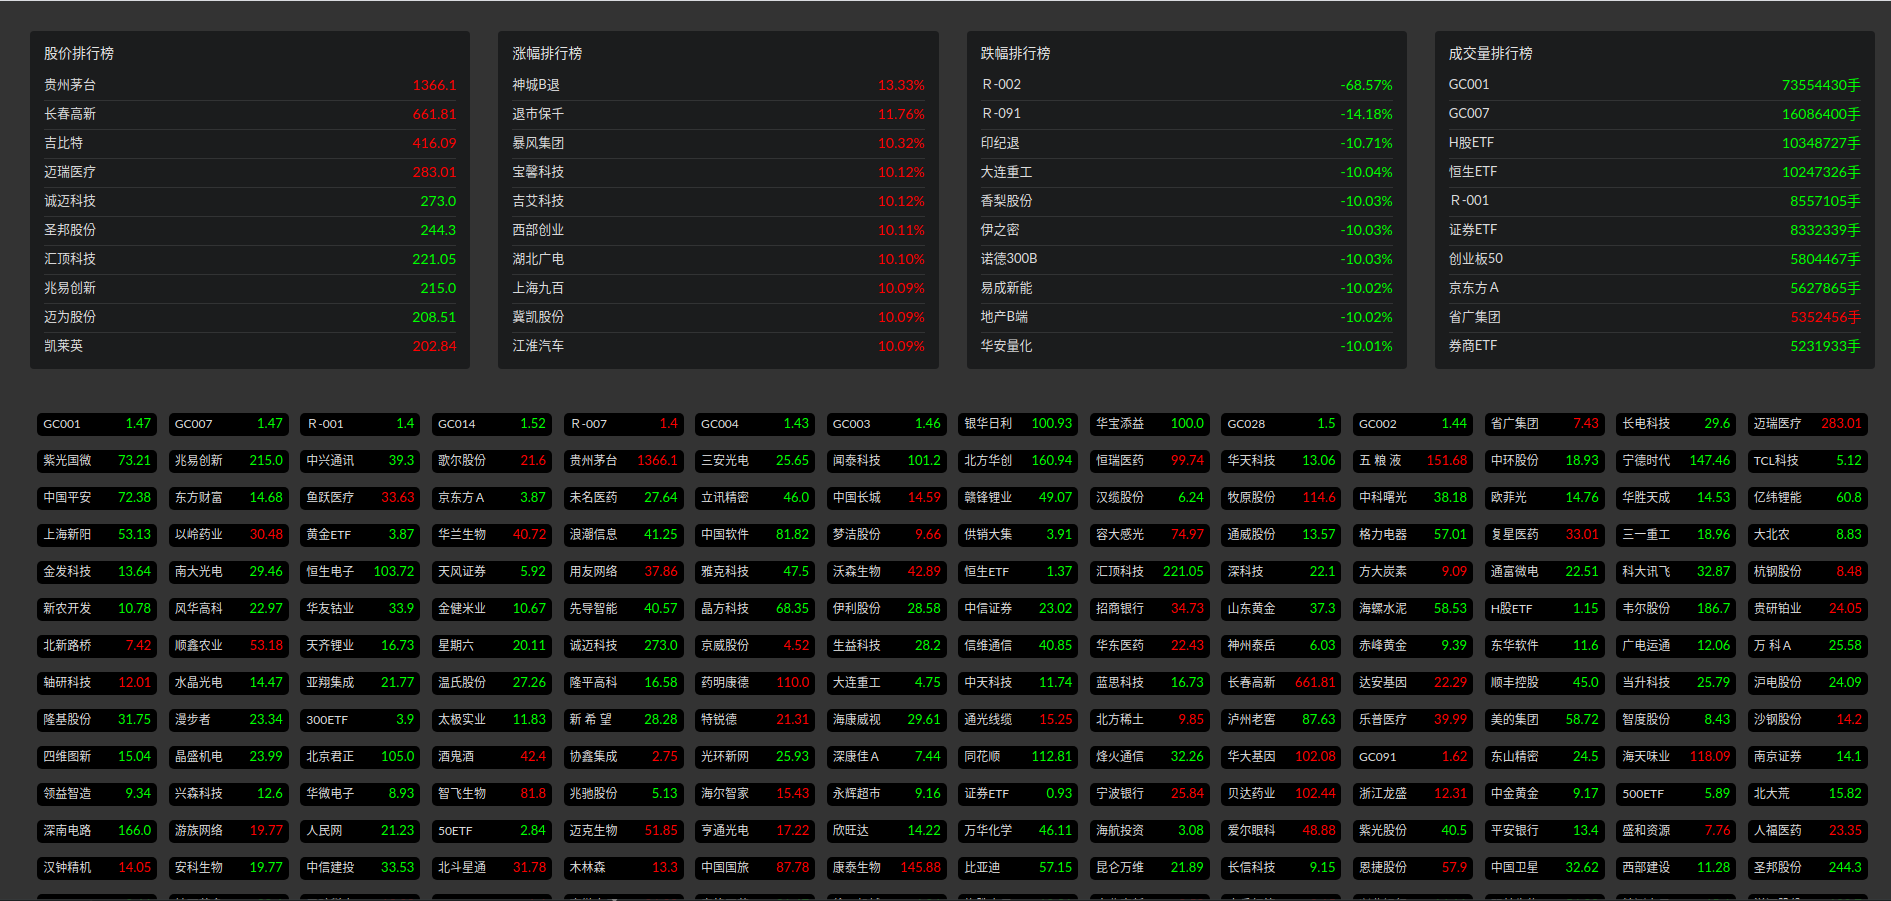 股价排行榜
贵州茅台 1366.1
长春高新 661.81
吉比特 416.09
迈瑞医疗 283.01
诚迈科技 273.0
圣邦股份 244.3
汇顶科技 221.05
兆易创新 215.0
迈为股份 208.51
凯莱英 202.84
涨幅排行榜
神城B退 13.33%
退市保千 11.76%
暴风集团 10.32%
宝馨科技 10.12%
吉艾科技 10.12%
西部创业 10.11%
湖北广电 10.10%
上海九百 10.09%
冀凯股份 10.09%
江淮汽车 10.09%
跌幅排行榜
R-002 -68.57%
R-091 -14.18%
印纪退 -10.71%
大连重工 -10.04%
香梨股份 -10.03%
伊之密 -10.03%
诺德300B -10.03%
易成新能 -10.02%
地产B端 -10.02%
华安量化 -10.01%
成交量排行榜
GC001 73554430手
GC007 16086400手
H股ETF 10348727手
恒生ETF 10247326手
R-001 8557105手
证券ETF 8332339手
创业板50 5804467手
京东方A 5627865手
省广集团 5352456手
券商ETF 5231933手
GC001 1.47 GC007 1.47 R-001 1.4 GC014 1.52 R-007 1.4 GC004 1.43 GC003 1.46 银华日利 100.93 华宝添益 100.0 GC028 1.5 GC002 1.44 省广集团 7.43 长电科技 29.6 迈瑞医疗 283.01
紫光国微 73.21 兆易创新 215.0 中兴通讯 39.3 歌尔股份 21.6 贵州茅台 1366.1 三安光电 25.65 闻泰科技 101.2 北方华创 160.94 恒瑞医药 99.74 华天科技 13.06 五 粮 液 151.68 中环股份 18.93 宁德时代 147.46 TCL科技 5.12
中国平安 72.38 东方财富 14.68 鱼跃医疗 33.63 京东方A 3.87 未名医药 27.64 立讯精密 46.0 中国长城 14.59 赣锋锂业 49.07 汉缆股份 6.24 牧原股份 114.6 中科曙光 38.18 欧菲光 14.76 华胜天成 14.53 亿纬锂能 60.8
上海新阳 53.13 以岭药业 30.48 黄金ETF 3.87 华兰生物 40.72 浪潮信息 41.25 中国软件 81.82 梦洁股份 9.66 供销大集 3.91 容大感光 74.97 通威股份 13.57 格力电器 57.01 复星医药 33.01 三一重工 18.96 大北农 8.83
金发科技 13.64 南大光电 29.46 恒生电子 103.72 天风证券 5.92 用友网络 37.86 雅克科技 47.5 沃森生物 42.89 恒生ETF 1.37 汇顶科技 221.05 深科技 22.1 方大炭素 9.09 通富微电 22.51 科大讯飞 32.87 杭钢股份 8.48
新农开发 10.78 风华高科 22.97 华友钴业 33.9 金健米业 10.67 先导智能 40.57 晶方科技 68.35 伊利股份 28.58 中信证券 23.02 招商银行 34.73 山东黄金 37.3 海螺水泥 58.53 H股ETF 1.15 韦尔股份 186.7 贵研铂业 24.05
北新路桥 7.42 顺鑫农业 53.18 天齐锂业 16.73 星期六 20.11 诚迈科技 273.0 京威股份 4.52 生益科技 28.2 信维通信 40.85 华东医药 22.43 神州泰岳 6.03 赤峰黄金 9.39 东华软件 11.6 广电运通 12.06 万 科A 25.58
轴研科技 12.01 水晶光电 14.47 亚翔集成 21.77 温氏股份 27.26 隆平高科 16.58 药明康德 110.0 大连重工 4.75 中天科技 11.74 蓝思科技 16.73 长春高新 661.81 达安基因 22.29 顺丰控股 45.0 当升科技 25.79 沪电股份 24.09
隆基股份 31.75 漫步者 23.34 300ETF 3.9 太极实业 11.83 新 希 望 28.28 特锐德 21.31 海康威视 29.61 通光线缆 15.25 北方稀土 9.85 泸州老窖 87.63 乐普医疗 39.99 美的集团 58.72 智度股份 8.43 沙钢股份 14.2
四维图新 15.04 晶盛机电 23.99 北京君正 105.0 酒鬼酒 42.4 协鑫集成 2.75 光环新网 25.93 深康佳A 7.44 同花顺 112.81 烽火通信 32.26 华大基因 102.08 GC091 1.62 东山精密 24.5 海天味业 118.09 南京证券 14.1
领益智造 9.34 兴森科技 12.6 华微电子 8.93 智飞生物 81.8 兆驰股份 5.13 海尔智家 15.43 永辉超市 9.16 证券ETF 0.93 宁波银行 25.84 贝达药业 102.44 浙江龙盛 12.31 中金黄金 9.17 500ETF 5.89 北大荒 15.82
深南电路 166.0 游族网络 19.77 人民网 21.23 50ETF 2.84 迈克生物 51.85 亨通光电 17.22 欣旺达 14.22 万华化学 46.11 海航投资 3.08 爱尔眼科 48.88 紫光股份 40.5 平安银行 13.4 盛和资源 7.76 人福医药 23.35
汉钟精机 14.05 安科生物 19.77 中信建投 33.53 北斗星通 31.78 木林森 13.3 中国国旅 87.78 康泰生物 145.88 比亚迪 57.15 昆仑万维 21.89 长信科技 9.15 恩捷股份 57.9 中国卫星 32.62 西部建设 11.28 圣邦股份 244.3